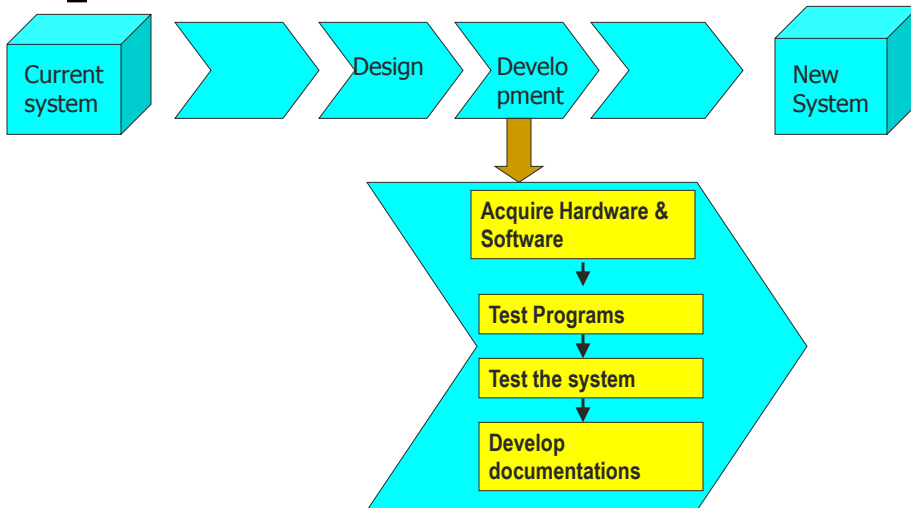 Current
system
Design
Develo
pment
New
System
Acquire Hardware &
Software
Test Programs
Test the system
Develop
documentations